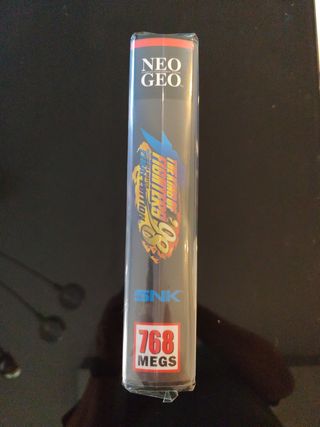 NEO
GEO
THE KING OF
FIGHTERS
'98
SNK
768
MEGS